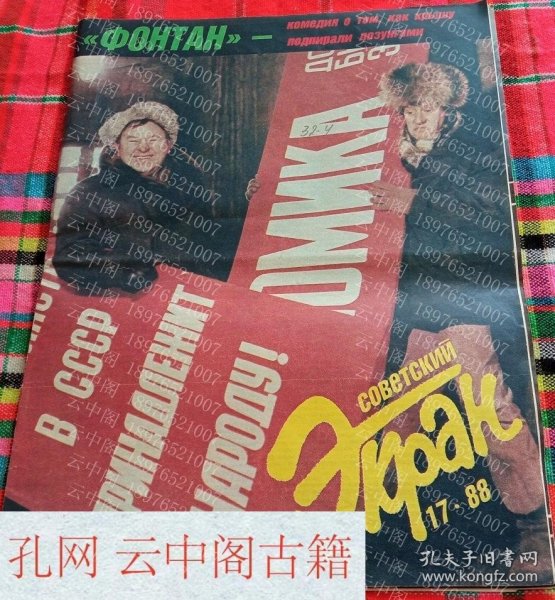 «ФОНТАН» —
комедия о том, как крышу
подпирали лозунгами
ОМИКА
32-4
В СССР
ПРИНАДЛЕЖИТ
НАРОДУ!
советский
Экран
17·88
云中阁 18976521007
孔网 云中阁古籍
孔夫子旧书网
www.kongfz.com